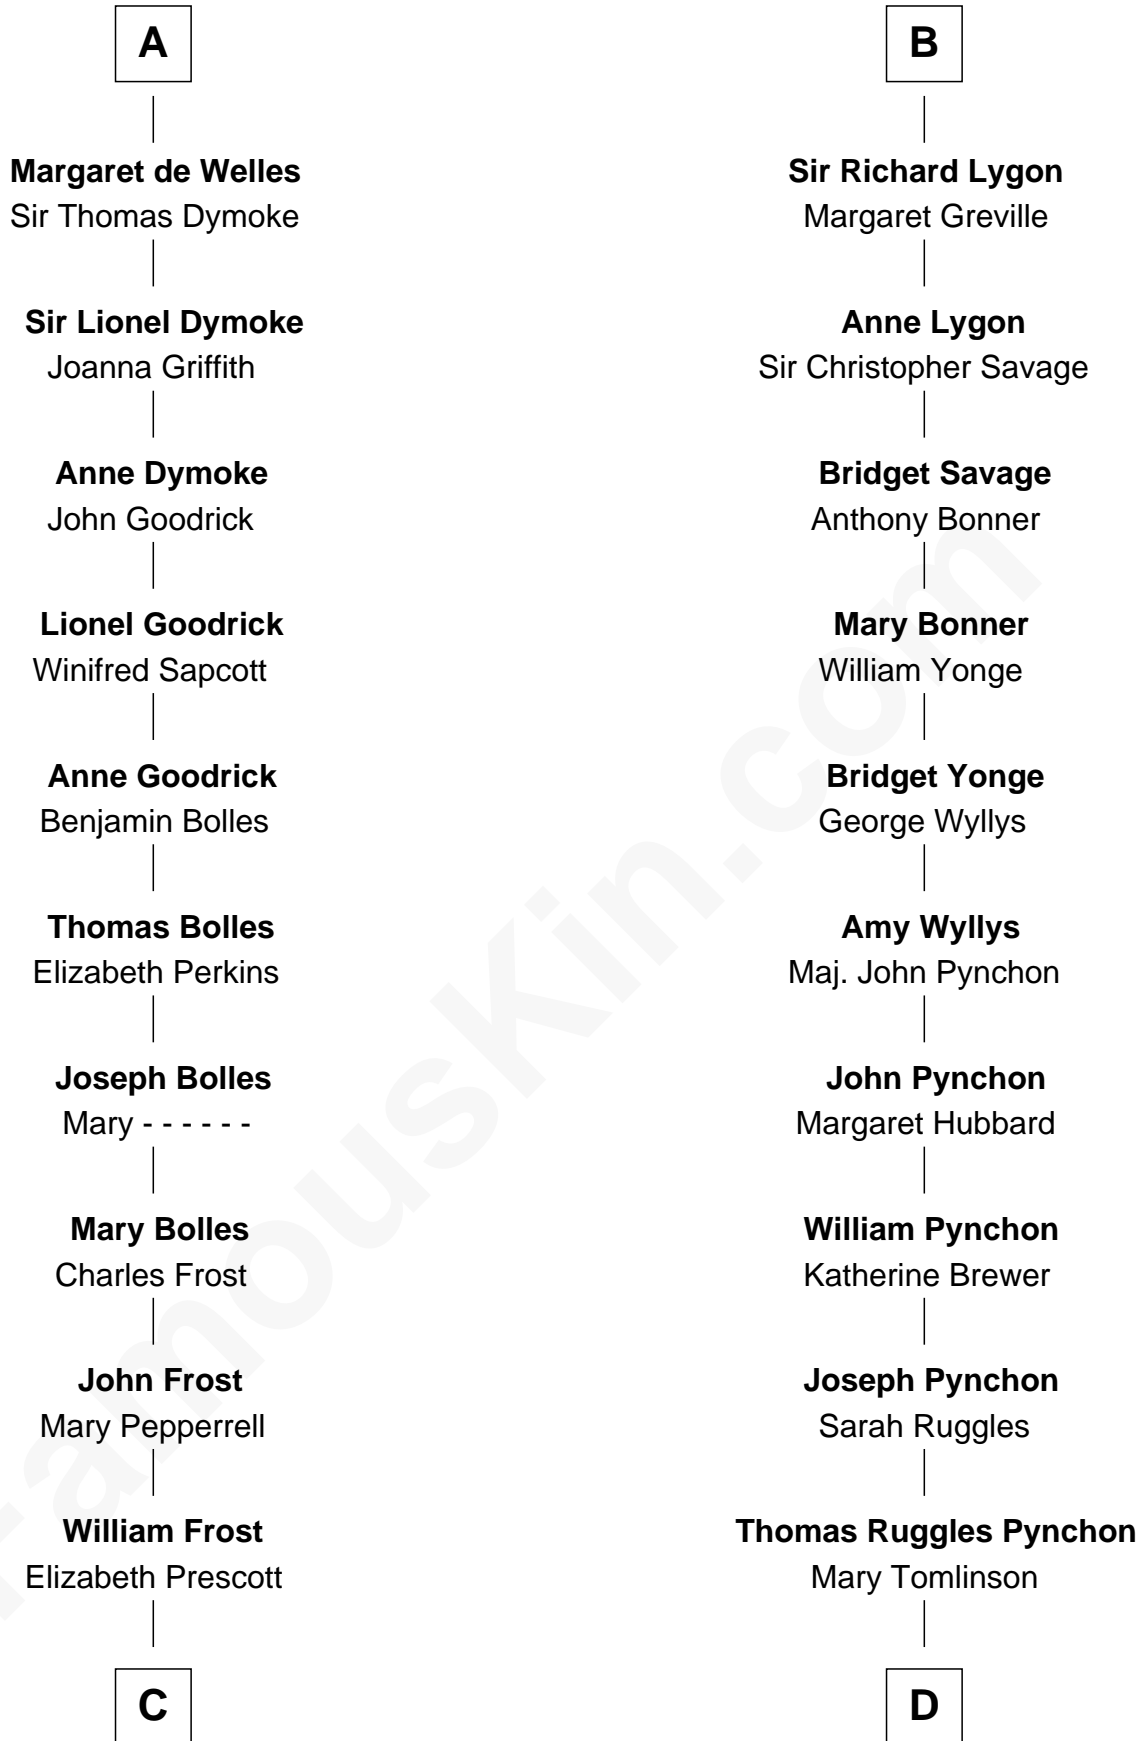 A
Margaret de Welles
Sir Thomas Dymoke
Sir Lionel Dymoke
Joanna Griffith
Anne Dymoke
John Goodrick
Lionel Goodrick
Winifred Sapcott
Anne Goodrick
Benjamin Bolles
Thomas Bolles
Elizabeth Perkins
Joseph Bolles
Mary - - - - - -
Mary Bolles
Charles Frost
John Frost
Mary Pepperrell
William Frost
Elizabeth Prescott
C
B
Sir Richard Lygon
Margaret Greville
Anne Lygon
Sir Christopher Savage
Bridget Savage
Anthony Bonner
Mary Bonner
William Yonge
Bridget Yonge
George Wyllys
Amy Wyllys
Maj. John Pynchon
John Pynchon
Margaret Hubbard
William Pynchon
Katherine Brewer
Joseph Pynchon
Sarah Ruggles
Thomas Ruggles Pynchon
Mary Tomlinson
D
FamousKin.com